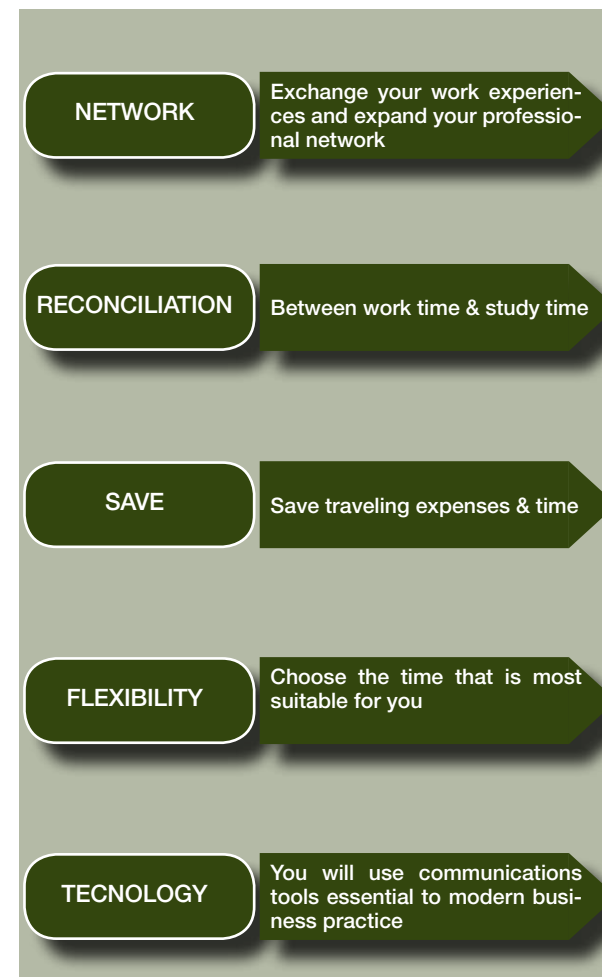 NETWORK
Exchange your work experien-
ces and expand your professio-
nal network
RECONCILIATION
Between work time & study time
SAVE
Save traveling expenses & time
FLEXIBILITY
Choose the time that is most
suitable for you
TECNOLOGY
You will use communications
tools essential to modern busi-
ness practice